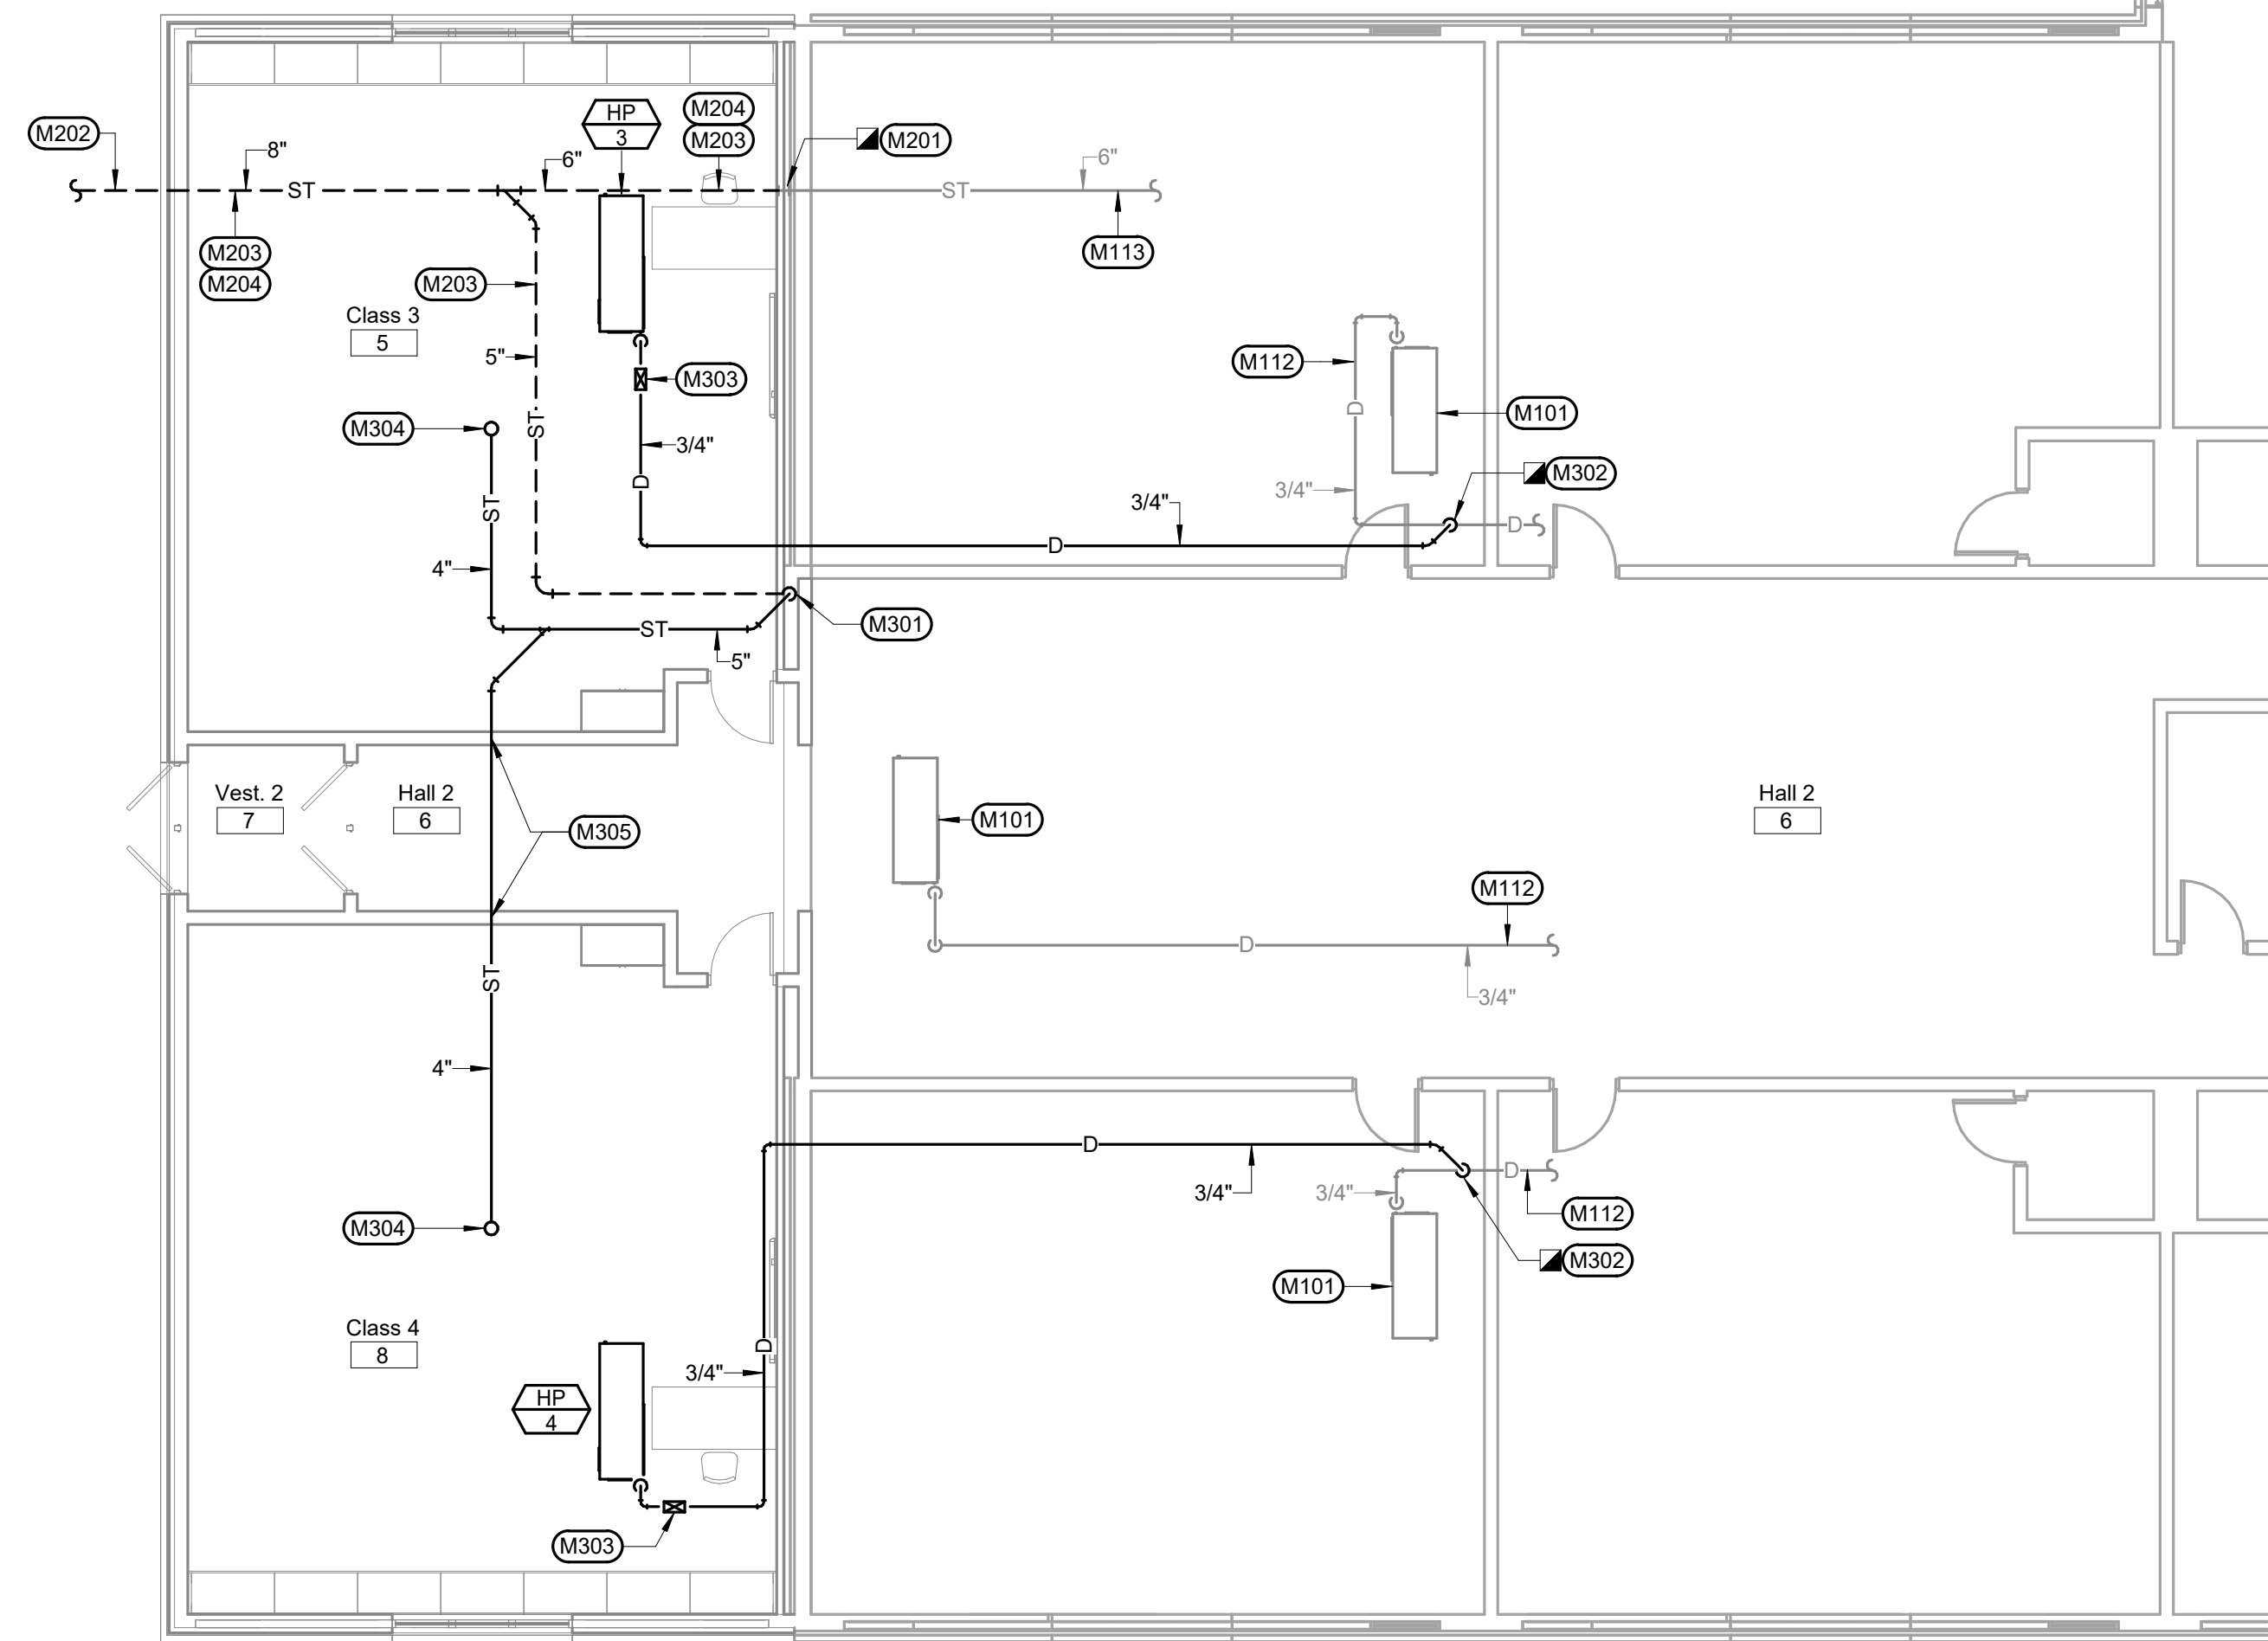 HP
3
M204
M203
M202
M201
8"
6"
6"
ST
ST
M203
M204
M203
M113
Class 3
5
5"
M303
M112
M101
ST
D
M304
3/4"
M302
D
ST
3/4"
3/4"
D
D
4"
M301
ST
5"
Vest. 2
7
Hall 2
6
M305
M101
Hall 2
6
M112
D
ST
3/4"
4"
D
3/4"
3/4"
D
M112
M304
M302
M101
Class 4
8
D
3/4"
HP
4
M303